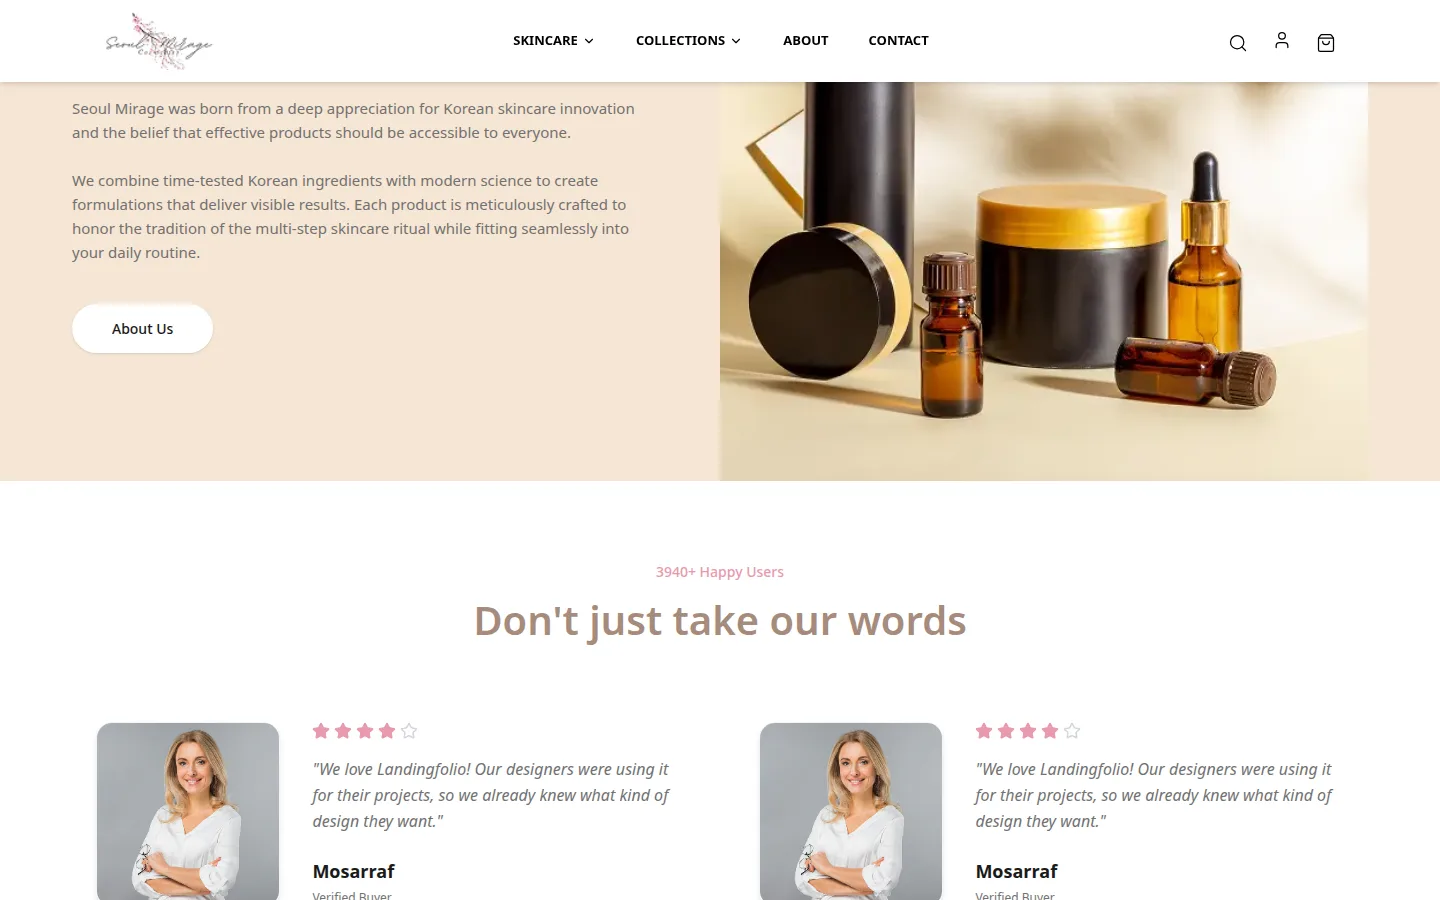 Seoul Mirage
SKINCARE
COLLECTIONS
ABOUT
CONTACT
Seoul Mirage was born from a deep appreciation for Korean skincare innovation
and the belief that effective products should be accessible to everyone.
We combine time-tested Korean ingredients with modern science to create
formulations that deliver visible results. Each product is meticulously crafted to
honor the tradition of the multi-step skincare ritual while fitting seamlessly into
your daily routine.
About Us
3940+ Happy Users
Don't just take our words
"We love Landingfolio! Our designers were using it
for their projects, so we already knew what kind of
design they want."
Mosarraf
Verified Buyer
"We love Landingfolio! Our designers were using it
for their projects, so we already knew what kind of
design they want."
Mosarraf
Verified Buyer